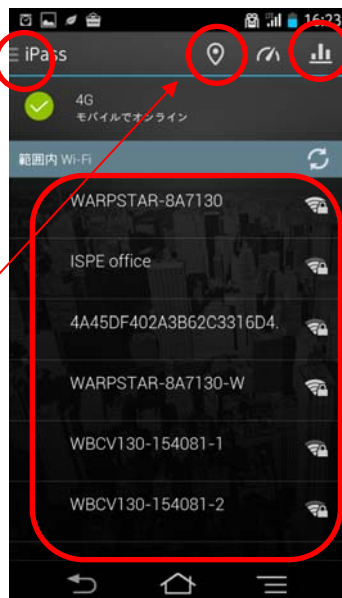 16:23
iPass
4G
モバイルでオンライン
範囲内 Wi-Fi
WARPSTAR-8A7130
ISPE office
4A45DF402A3B62C3316D4.
WARPSTAR-8A7130-W
WBCV130-154081-1
WBCV130-154081-2